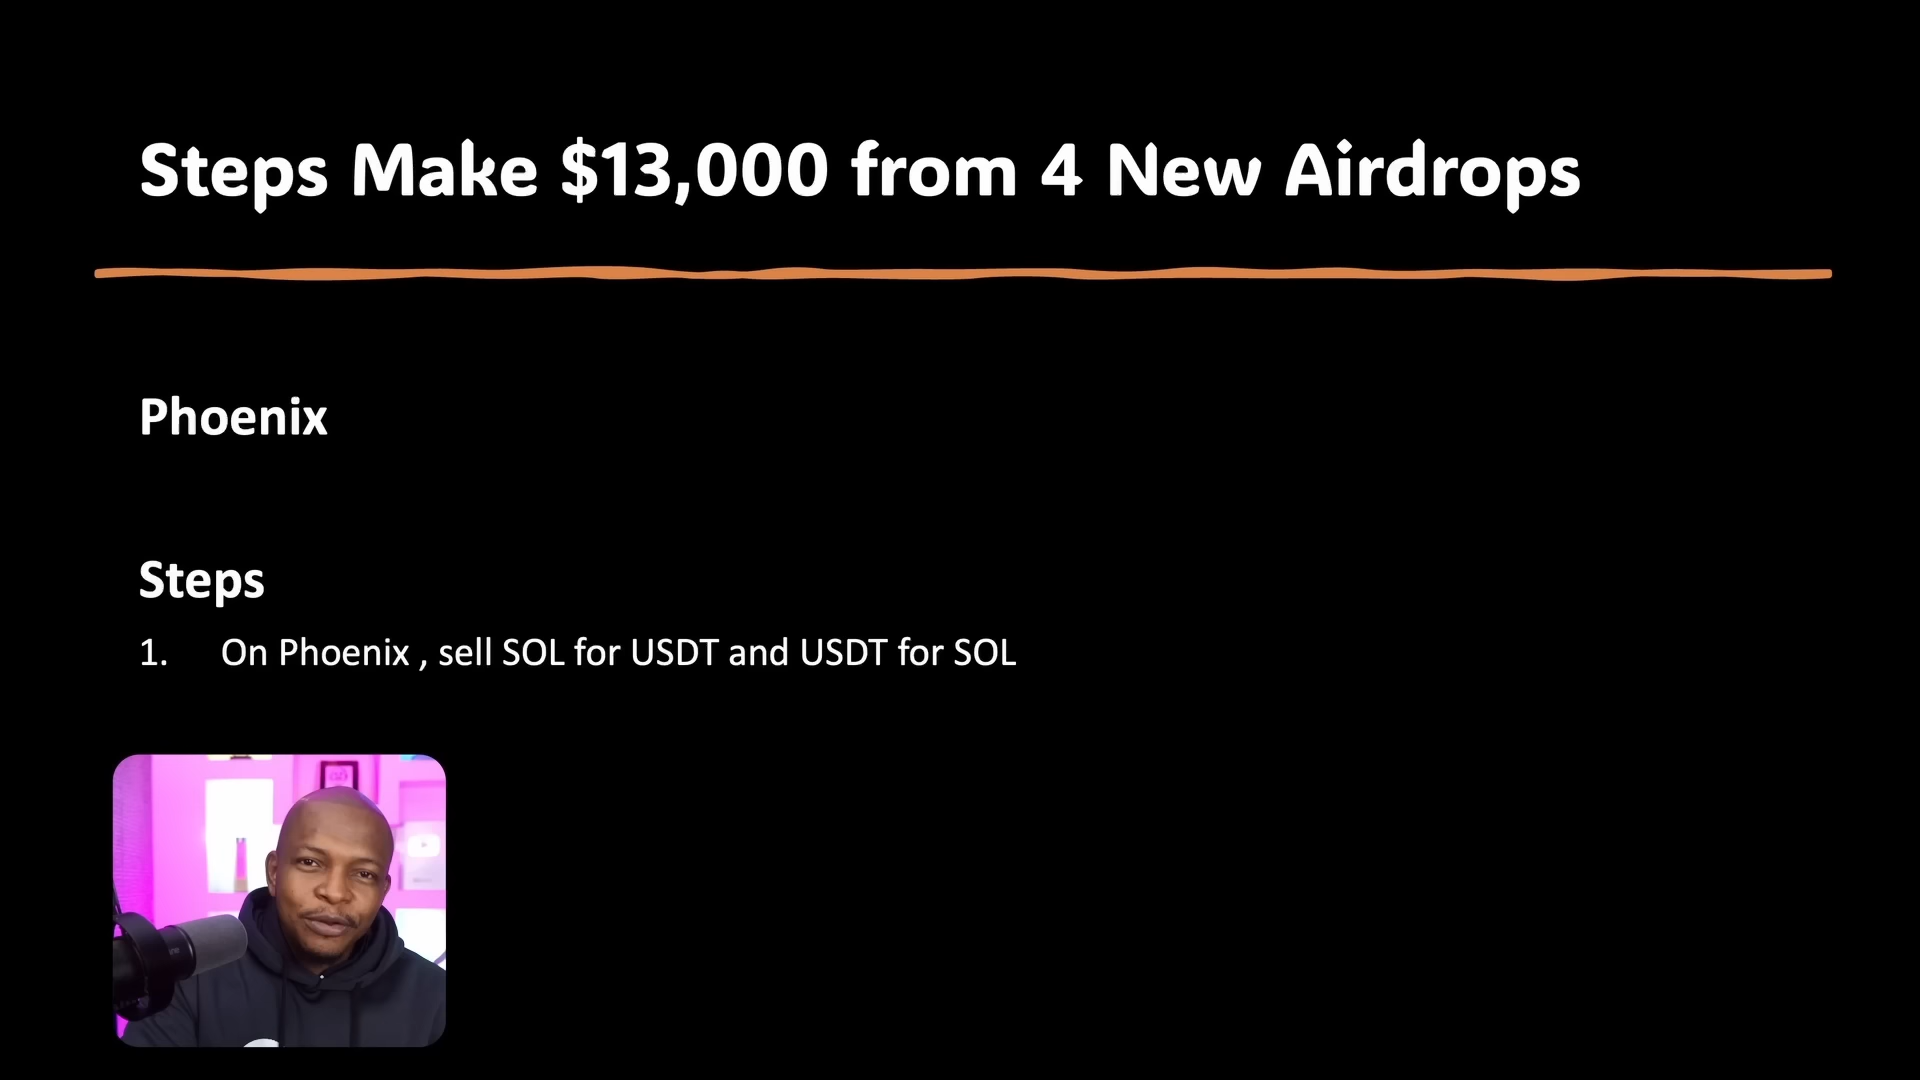 Steps Make $13,000 from 4 New Airdrops
Phoenix
Steps
1. On Phoenix , sell SOL for USDT and USDT for SOL